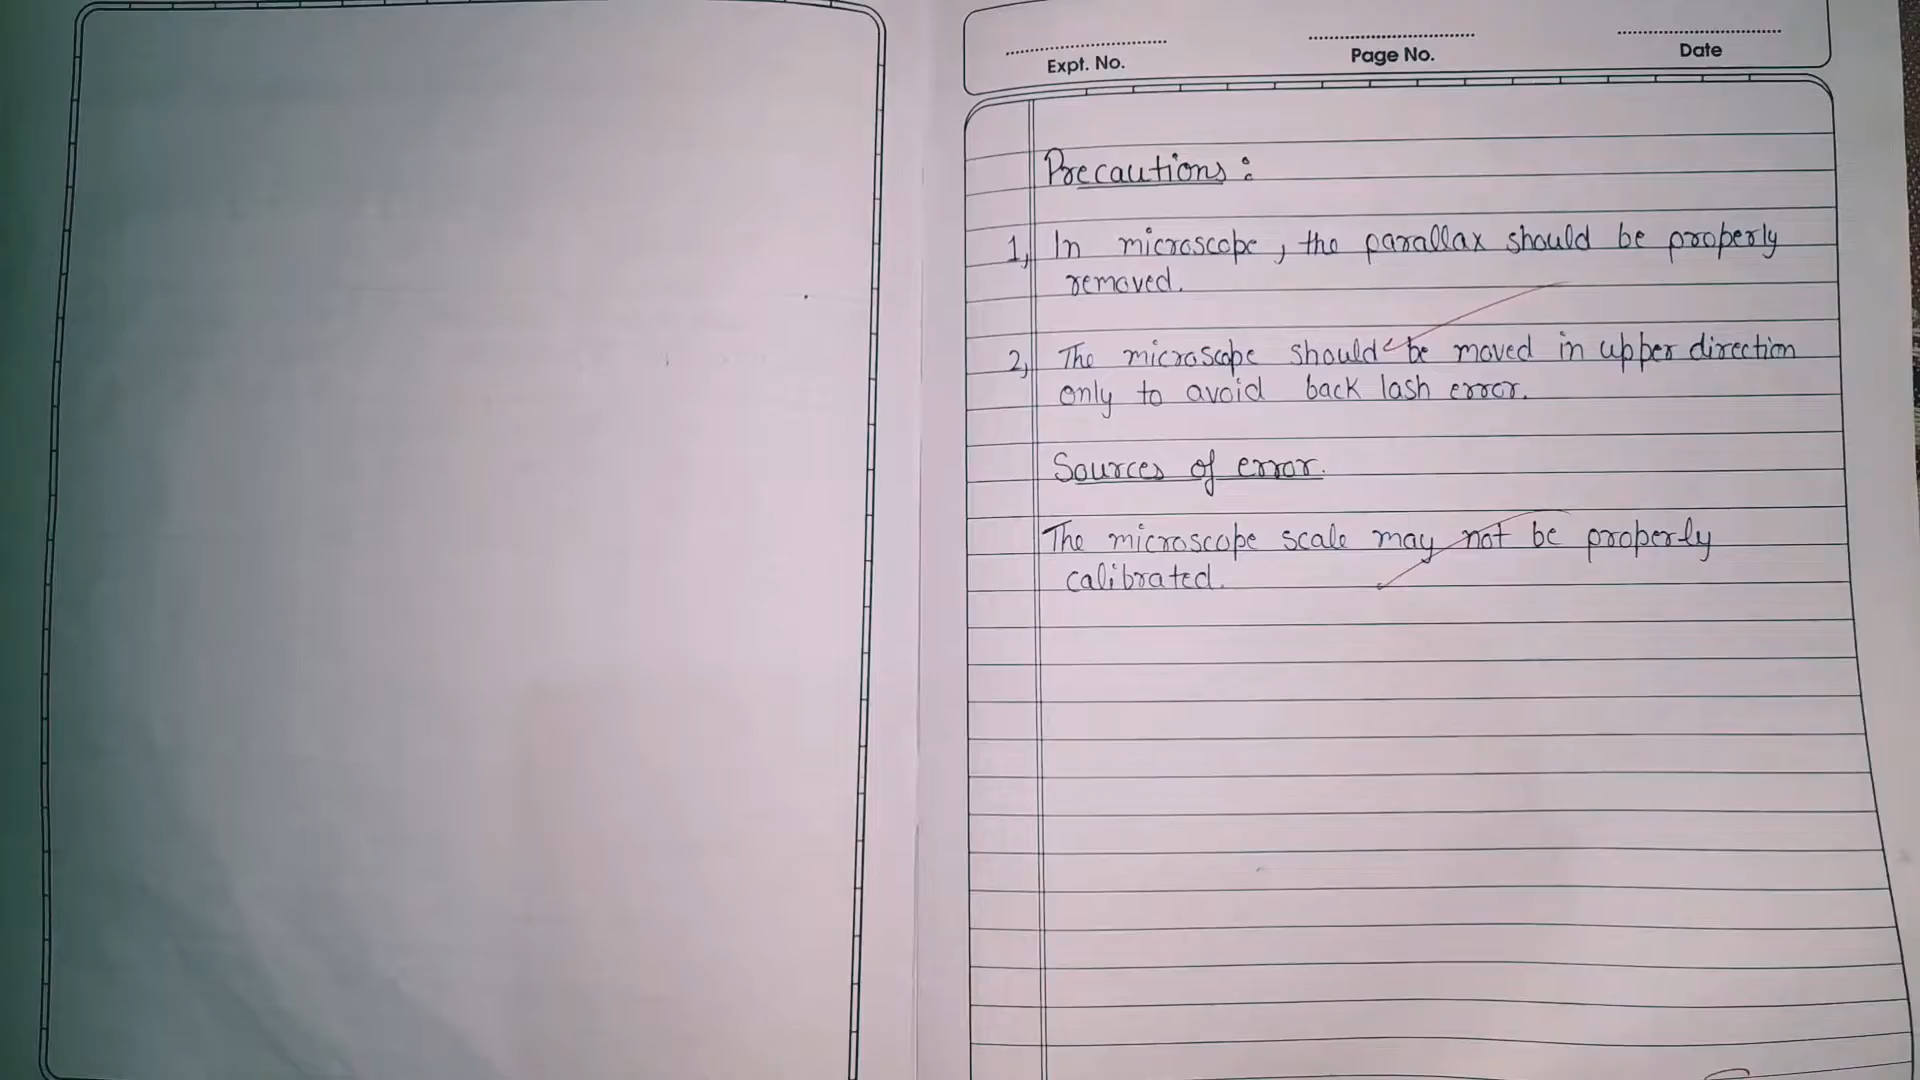 Expt. No.
Page No.
Date
Precautions :
1, In microscope, the parallax should be properly
removed.
2, The microscope should be moved in upper direction
only to avoid back lash error.
Sources of error.
The microscope scale may not be properly
calibrated.